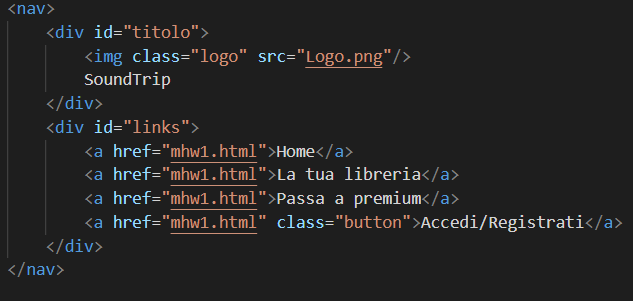 <nav>
<div id="titolo">
<img class="logo" src="Logo.png"/>
SoundTrip
</div>
<div id="links">
<a href="mhw1.html">Home</a>
<a href="mhw1.html">La tua libreria</a>
<a href="mhw1.html">Passa a premium</a>
<a href="mhw1.html" class="button">Accedi/Registrati</a>
</div>
</nav>